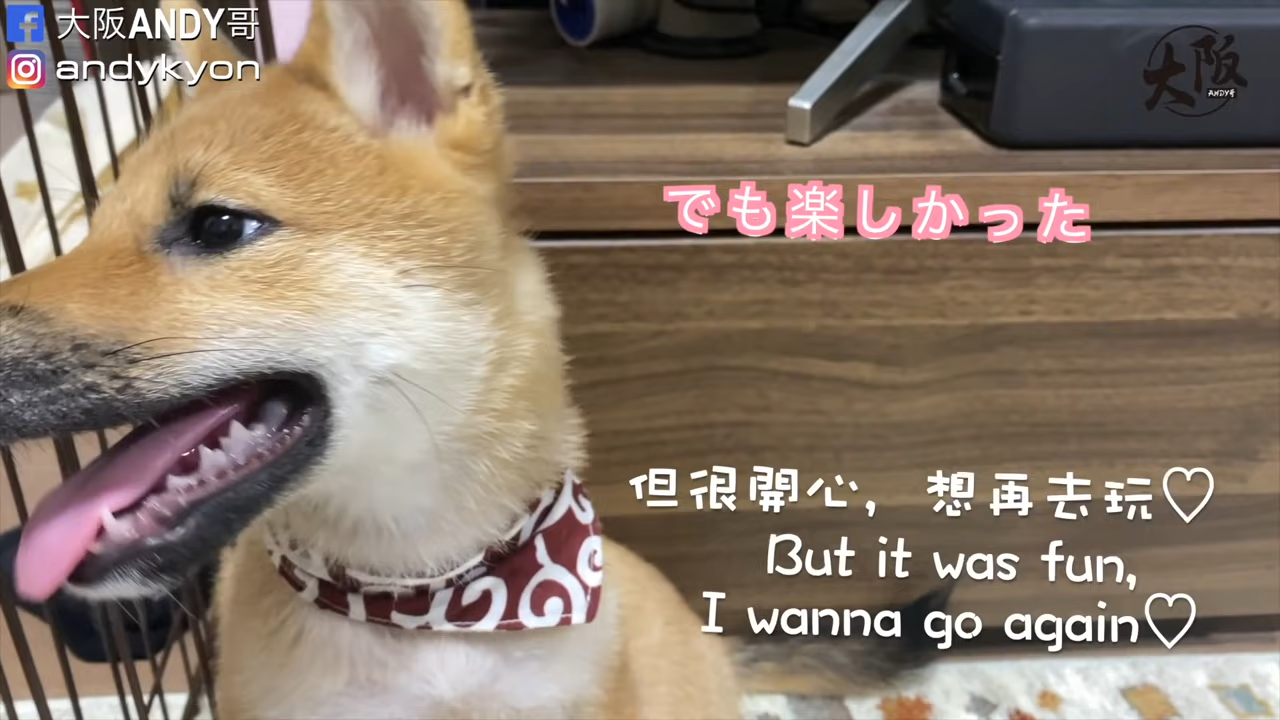 大阪ANDY哥
andykyon
大阪
ANDY哥
でも楽しかった
但很開心，想再去玩♡
But it was fun,
I wanna go again♡